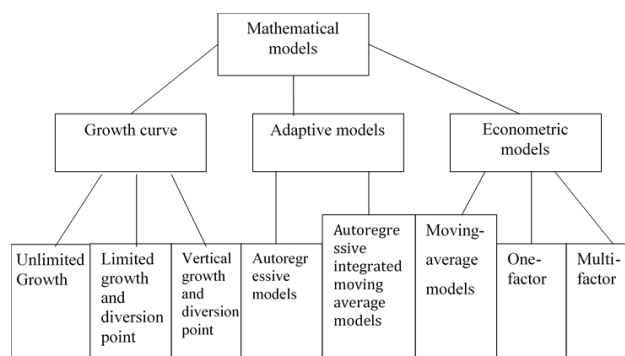 Mathematical
models
Growth curve
Adaptive models
Econometric
models
Unlimited
Growth
Limited
growth
and
diversion
point
Vertical
growth
and
diversion
point
Autoregr
essive
models
Autoregre
ssive
integrated
moving
average
models
Moving-
average
models
One-
factor
Multi-
factor